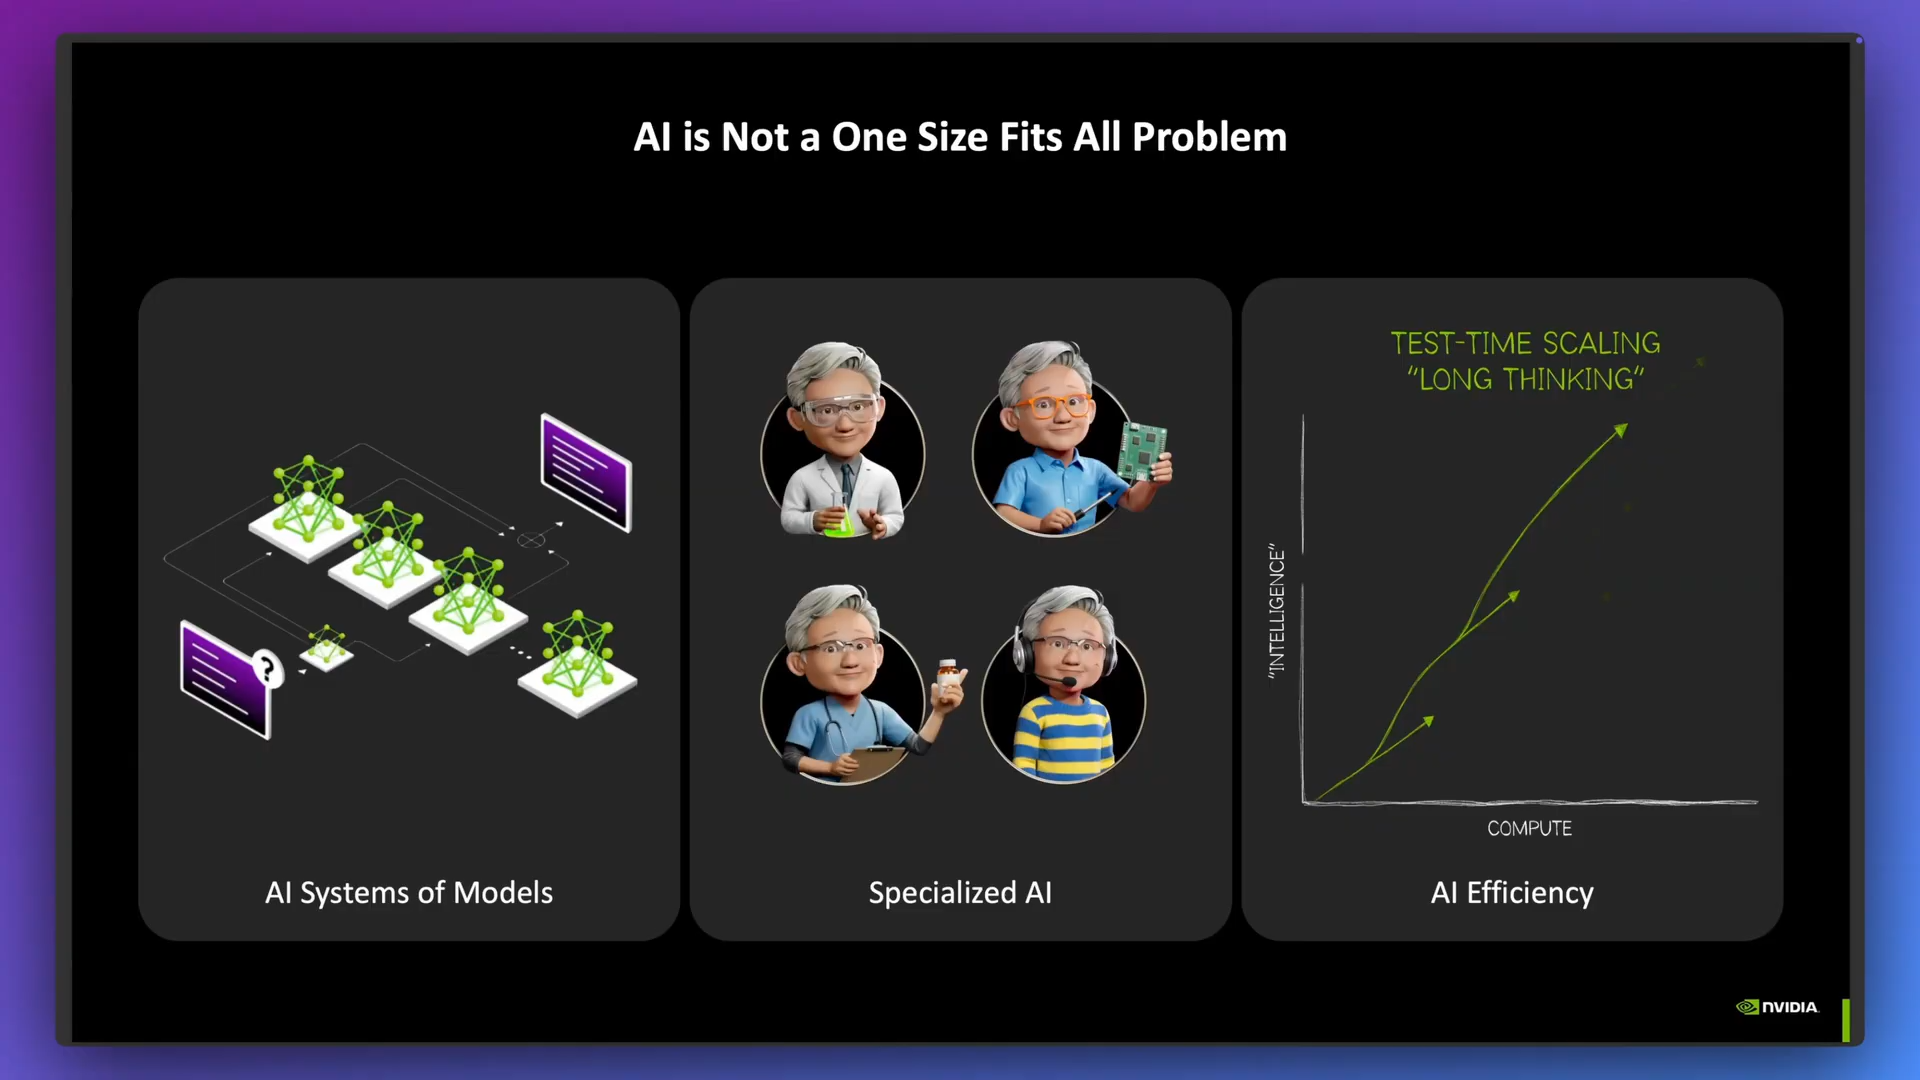 AI is Not a One Size Fits All Problem
?
AI Systems of Models
Specialized AI
TEST-TIME SCALING
"LONG THINKING"
"INTELLIGENCE"
COMPUTE
AI Efficiency
NVIDIA